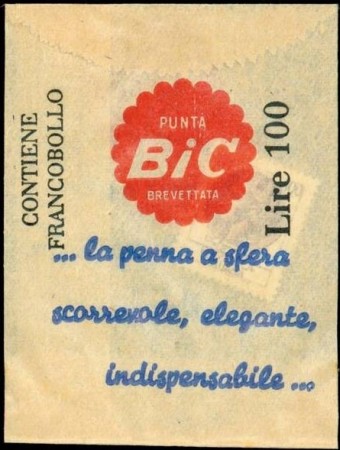 CONTIENE
FRANCOBOLLO
PUNTA
BiC
BREVETTATA
Lire 100
... la penna a sfera
scorrevole, elegante,
indispensabile ...